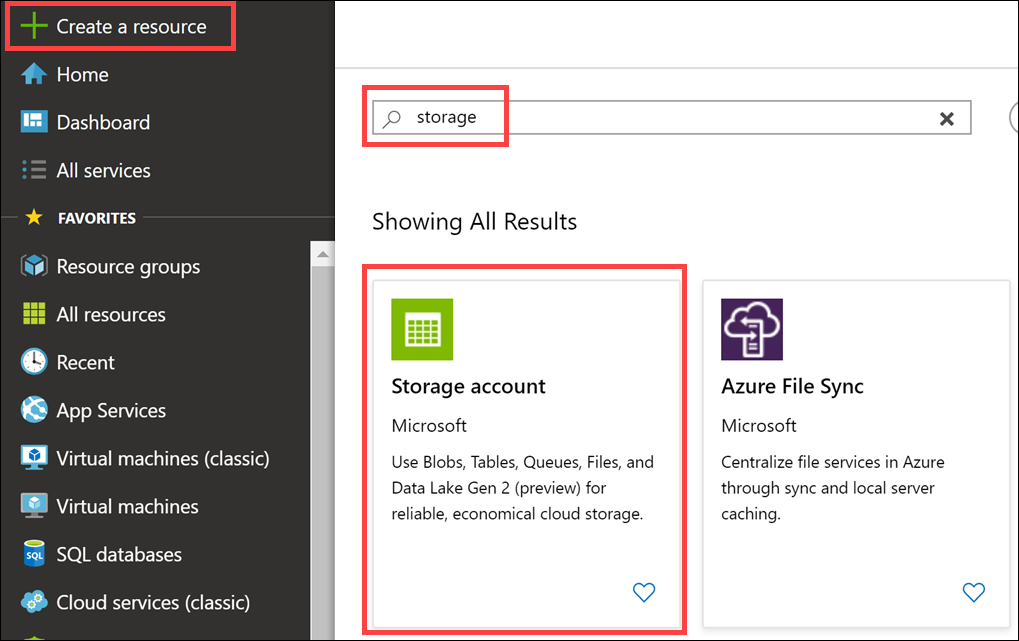 Create a resource
Home
Dashboard
All services
FAVORITES
Resource groups
All resources
Recent
App Services
Virtual machines (classic)
Virtual machines
SQL
SQL databases
Cloud services (classic)
storage
Showing All Results
Storage account
Microsoft
Use Blobs, Tables, Queues, Files, and
Data Lake Gen 2 (preview) for
reliable, economical cloud storage.
Azure File Sync
Microsoft
Centralize file services in Azure
through sync and local server
caching.